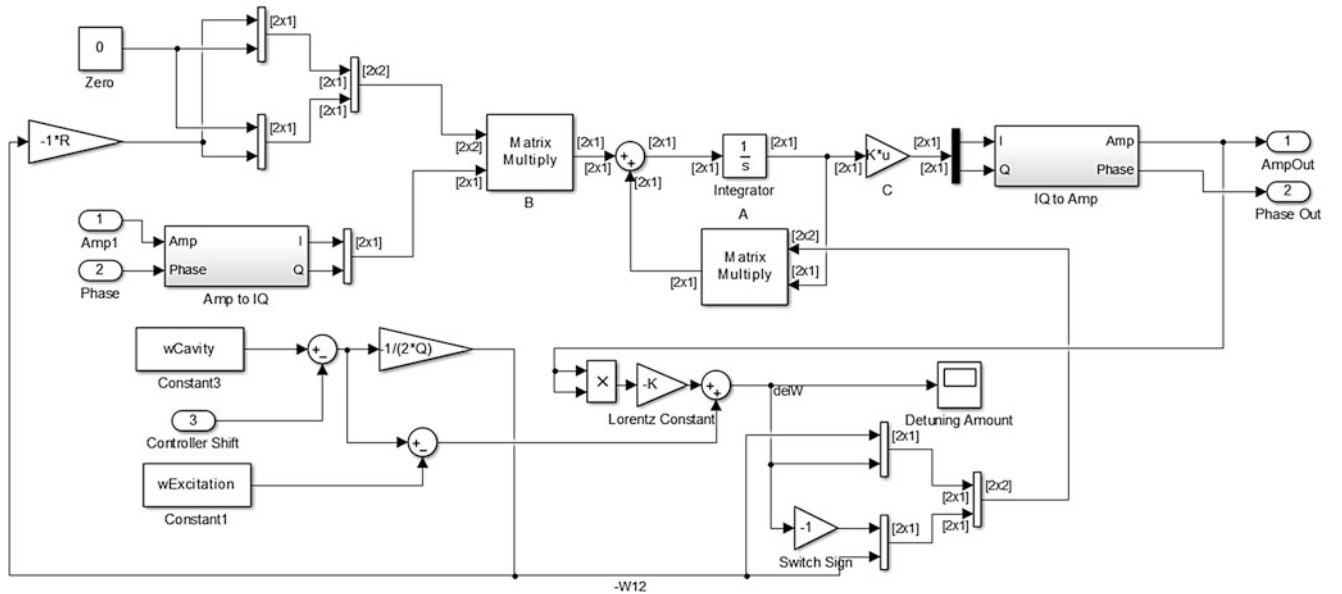 0
Zero
[2x1]
[2x1]
[2x1]
[2x1]
[2x2]
-1*R
Matrix
Multiply
B
[2x2]
[2x1]
[2x1]
[2x1]
+
+
[2x1]
[2x1]
[2x1]
1
s
Integrator
[2x1]
[2x1]
K*u
C
[2x1]
I
Q
Amp
Phase
IQ to Amp
1
AmpOut
2
Phase Out
A
Matrix
Multiply
[2x2]
[2x1]
[2x1]
1
Amp1
2
Phase
Amp
Phase
I
Q
Amp to IQ
[2x1]
wCavity
Constant3
+
−
-1/(2*Q)
3
Controller Shift
+
−
wExcitation
Constant1
×
-K
Lorentz Constant
+
+
delW
Detuning Amount
[2x1]
[2x1]
[2x1]
[2x2]
-1
Switch Sign
[2x1]
-W12